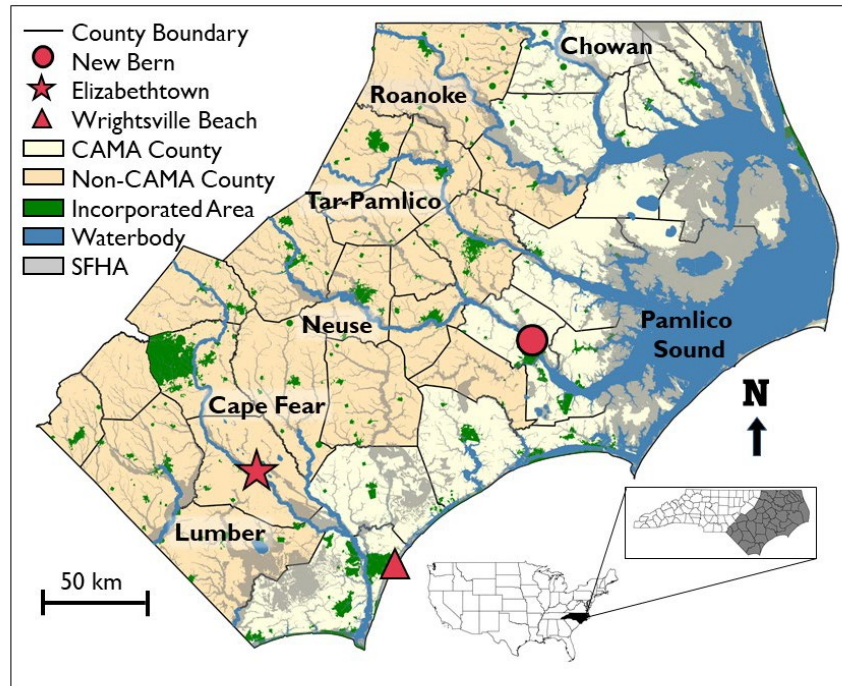 County Boundary
New Bern
Elizabethtown
Wrightsville Beach
CAMA County
Non-CAMA County
Incorporated Area
Waterbody
SFHA
Chowan
Roanoke
Tar-Pamlico
Neuse
Pamlico
Sound
Cape Fear
Lumber
N
50 km